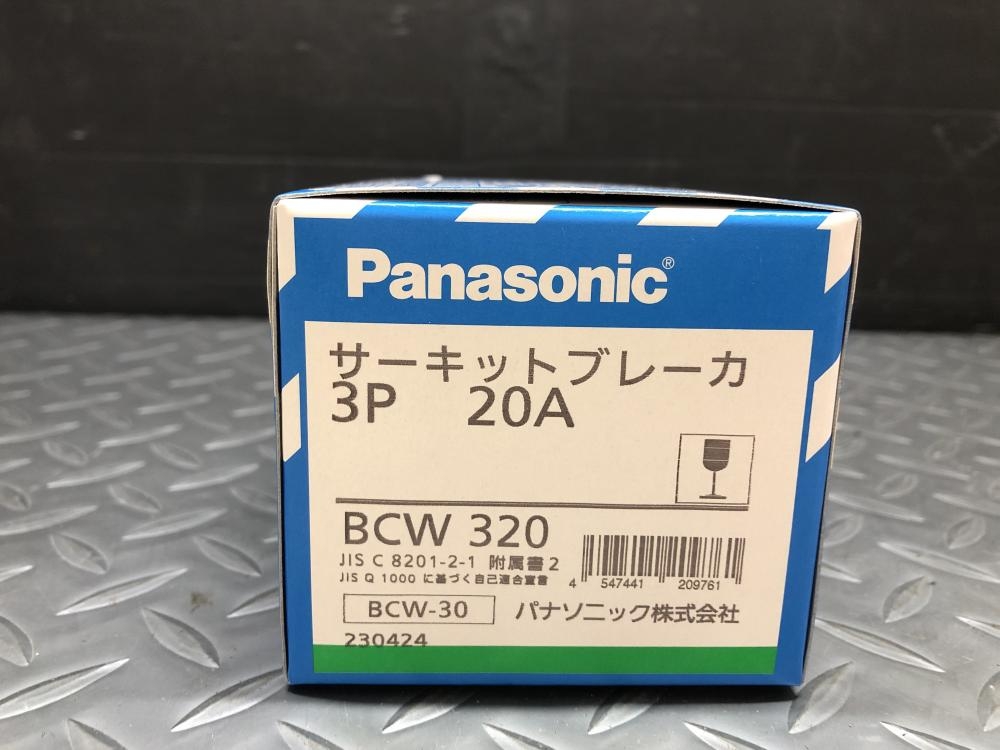 Panasonic®
サーキットブレーカ
3P 20A
BCW 320
JIS C 8201-2-1 附属書2
JIS Q 1000 に基づく自己適合宣言
4 547441 209761
BCW-30 パナソニック株式会社
230424